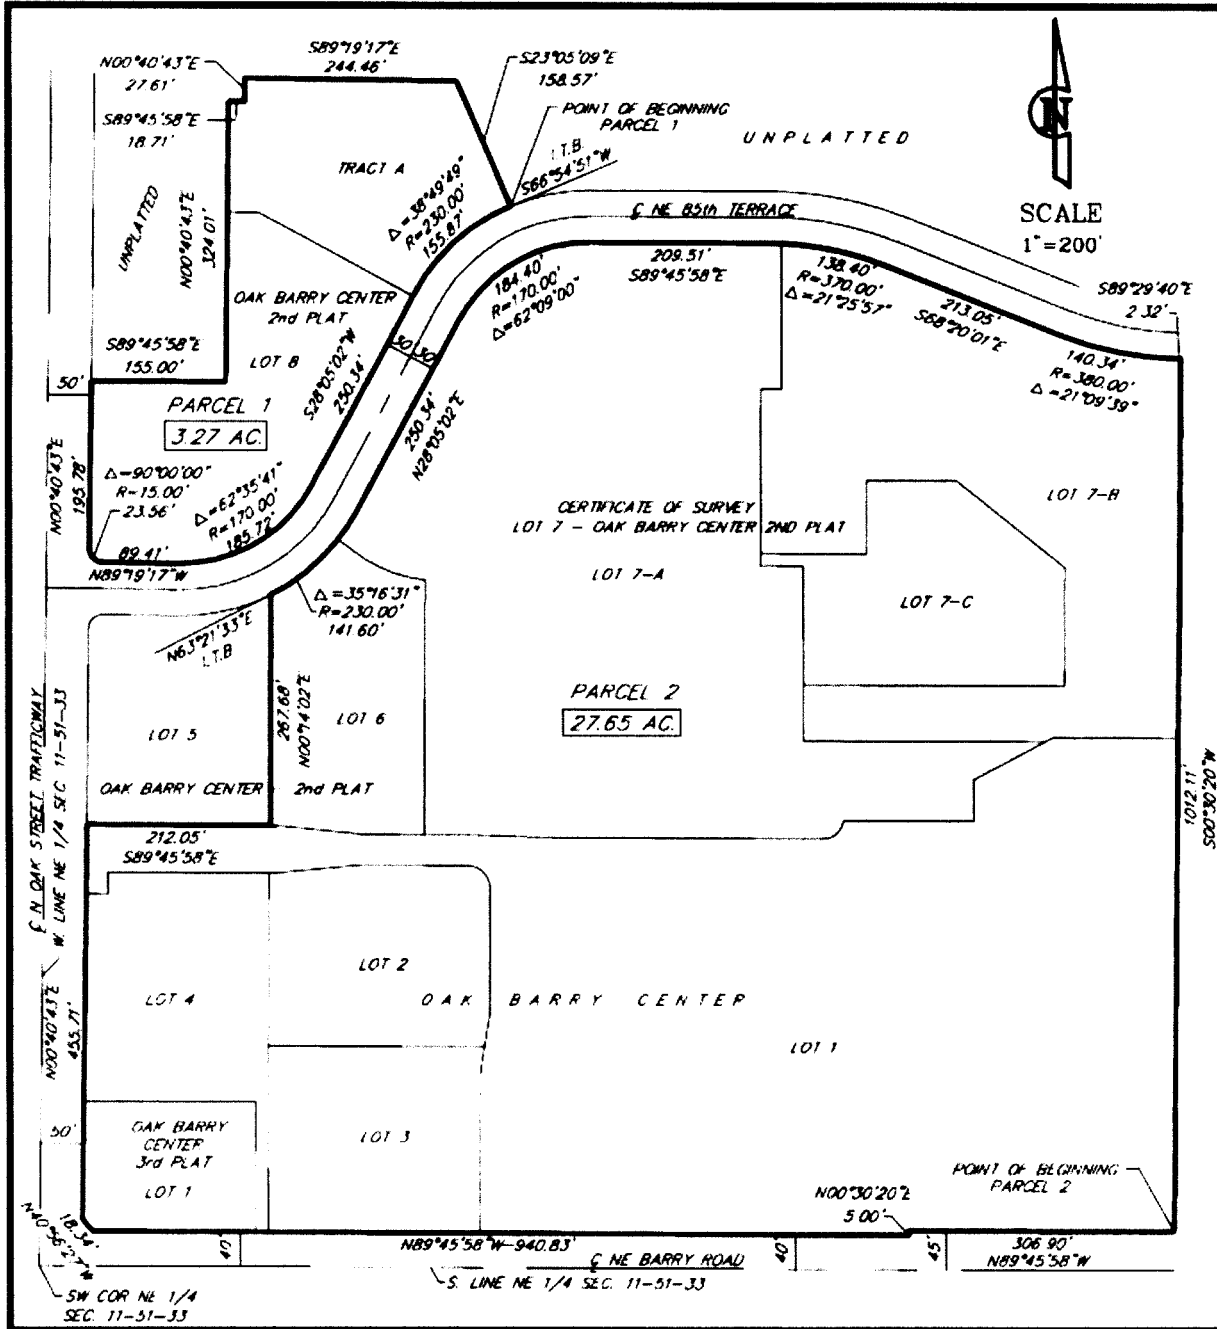 S89°19'17"E
244.46'
N00°40'43"E
27.61'
S23°05'09"E
158.57'
S89°45'58"E
18.71'
POINT OF BEGINNING
PARCEL 1
UNPLATTED
N
SCALE
1"=200'
I.T.B.
S66°54'51"W
TRACT A
UNPLATTED
N00°40'43"E
324.01'
Δ=38°49'49"
R=230.00'
155.87'
℄ NE 85th TERRACE
209.51'
S89°45'58"E
184.40'
R=170.00'
Δ=62°09'00"
138.40'
R=370.00'
Δ=21°25'57"
213.05'
S68°20'01"E
S89°29'40"E
2.32'
140.34'
R=380.00'
Δ=21°09'39"
OAK BARRY CENTER
2nd PLAT
LOT 8
S89°45'58"E
155.00'
50'
30'
30'
S28°05'02"W
250.34'
250.34'
N28°05'02"E
PARCEL 1
3.27 AC.
N00°40'43"E
195.78'
Δ=90°00'00"
R=15.00'
23.56'
Δ=62°35'41"
R=170.00'
185.72'
89.41'
N89°19'17"W
CERTIFICATE OF SURVEY
LOT 7 - OAK BARRY CENTER 2ND PLAT
LOT 7-A
LOT 7-B
LOT 7-C
Δ=35°16'31"
R=230.00'
141.60'
N63°21'33"E
I.T.B
267.68'
N00°14'02"E
PARCEL 2
27.65 AC.
LOT 5
LOT 6
OAK BARRY CENTER
2nd PLAT
212.05'
S89°45'58"E
℄ N OAK STREET TRAFFICWAY
W. LINE NE 1/4 SEC 11-51-33
1012.11'
S00°30'20"W
N00°40'43"E
455.71'
LOT 4
LOT 2
OAK BARRY CENTER
LOT 1
LOT 3
50'
OAK BARRY
CENTER
3rd PLAT
LOT 1
POINT OF BEGINNING
PARCEL 2
N00°30'20"E
5.00'
18.34'
40'
N89°45'58"W-940.83'
℄ NE BARRY ROAD
40'
45'
306.90'
N89°45'58"W
S. LINE NE 1/4 SEC. 11-51-33
SW COR NE 1/4
SEC. 11-51-33